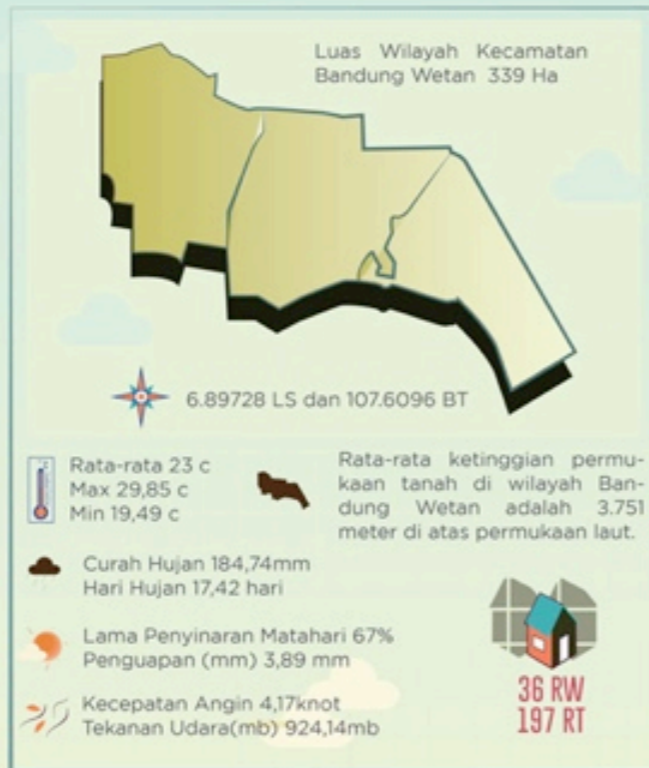 Luas Wilayah Kecamatan
Bandung Wetan 339 Ha
6.89728 LS dan 107.6096 BT
Rata-rata 23 c
Max 29,85 c
Min 19,49 c
Rata-rata ketinggian permu-
kaan tanah di wilayah Ban-
dung Wetan adalah 3.751
meter di atas permukaan laut.
Curah Hujan 184,74mm
Hari Hujan 17,42 hari
Lama Penyinaran Matahari 67%
Penguapan (mm) 3,89 mm
Kecepatan Angin 4,17knot
Tekanan Udara(mb) 924,14mb
36 RW
197 RT